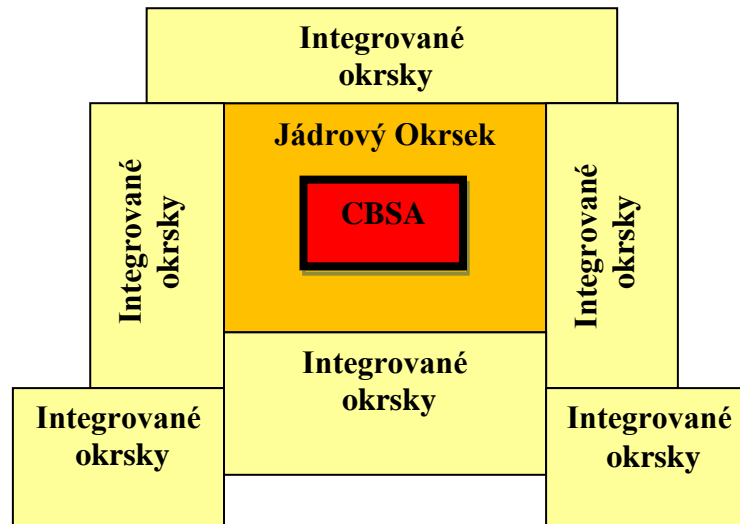 Integrované
okrsky
Jádrový Okrsek
CBSA
Integrované
okrsky
Integrované
okrsky
Integrované
okrsky
Integrované
okrsky
Integrované
okrsky